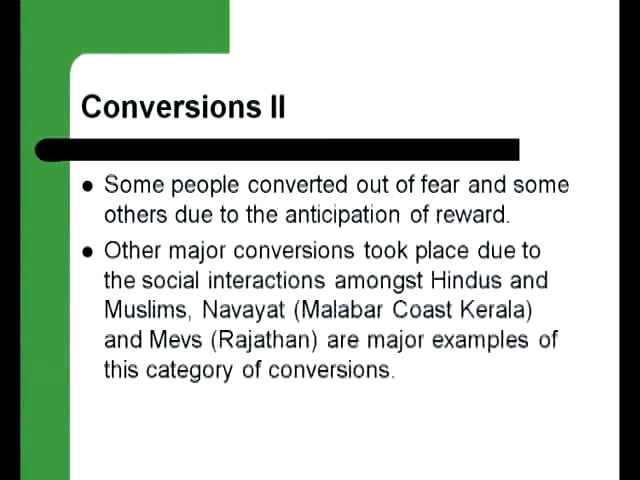 Conversions II
● Some people converted out of fear and some
others due to the anticipation of reward.
● Other major conversions took place due to
the social interactions amongst Hindus and
Muslims, Navayat (Malabar Coast Kerala)
and Mevs (Rajathan) are major examples of
this category of conversions.